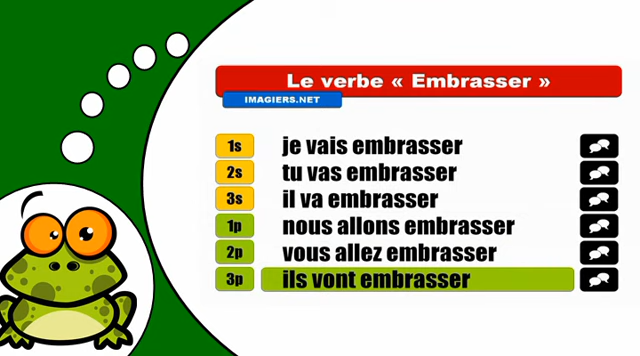 Le verbe « Embrasser »
IMAGIERS.NET
1s je vais embrasser
2s tu vas embrasser
3s il va embrasser
1p nous allons embrasser
2p vous allez embrasser
3p ils vont embrasser